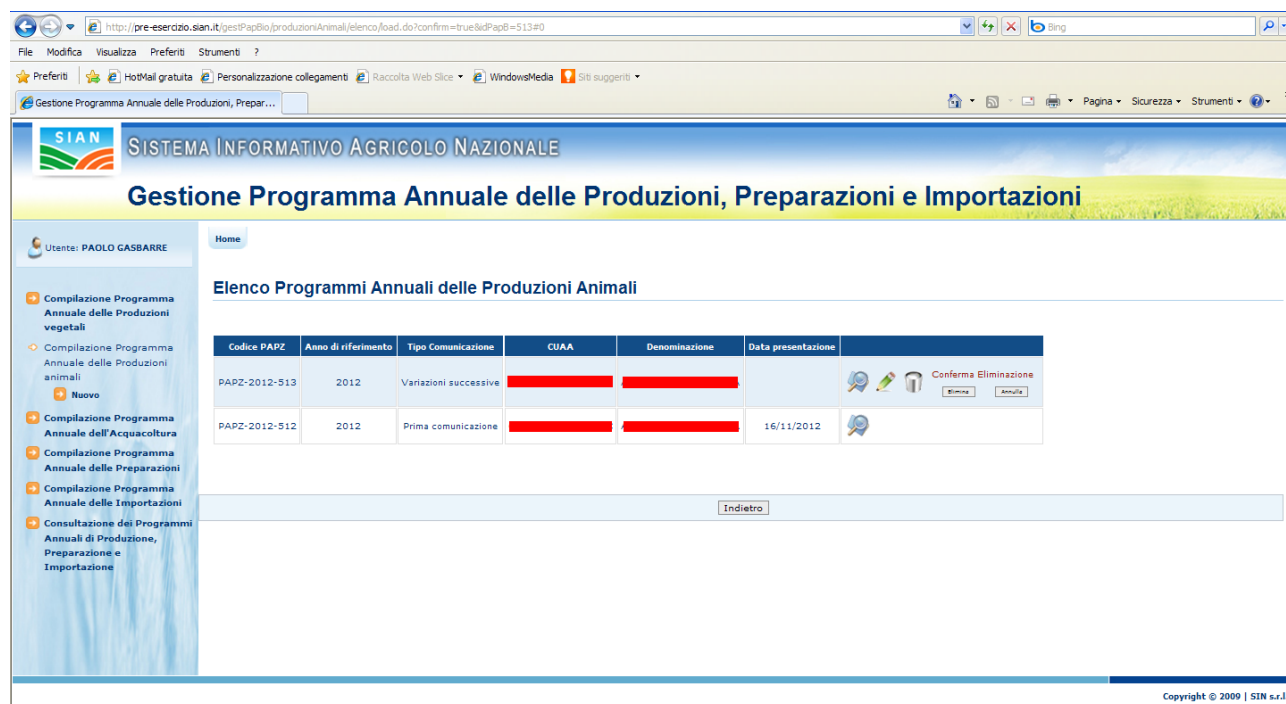 http://pre-esercizio.sian.it/gestPapBio/produzioniAnimali/elenco/load.do?confirm=true&idPapB=513#0
Bing
File Modifica Visualizza Preferiti Strumenti ?
Preferiti HotMail gratuita Personalizzazione collegamenti Raccolta Web Slice WindowsMedia Siti suggeriti
Gestione Programma Annuale delle Produzioni, Prepar...
Pagina Sicurezza Strumenti
SIAN
SISTEMA INFORMATIVO AGRICOLO NAZIONALE
Gestione Programma Annuale delle Produzioni, Preparazioni e Importazioni
Utente: PAOLO GASBARRE
Home
Compilazione Programma
Annuale delle Produzioni
vegetali
Compilazione Programma
Annuale delle Produzioni
animali
Nuovo
Compilazione Programma
Annuale dell'Acquacoltura
Compilazione Programma
Annuale delle Preparazioni
Compilazione Programma
Annuale delle Importazioni
Consultazione dei Programmi
Annuali di Produzione,
Preparazione e
Importazione
Elenco Programmi Annuali delle Produzioni Animali
Codice PAPZ Anno di riferimento Tipo Comunicazione CUAA Denominazione Data presentazione
PAPZ-2012-513 2012 Variazioni successive Conferma Eliminazione
Elimina Annulla
PAPZ-2012-512 2012 Prima comunicazione 16/11/2012
Indietro
Copyright © 2009 | SIN s.r.l